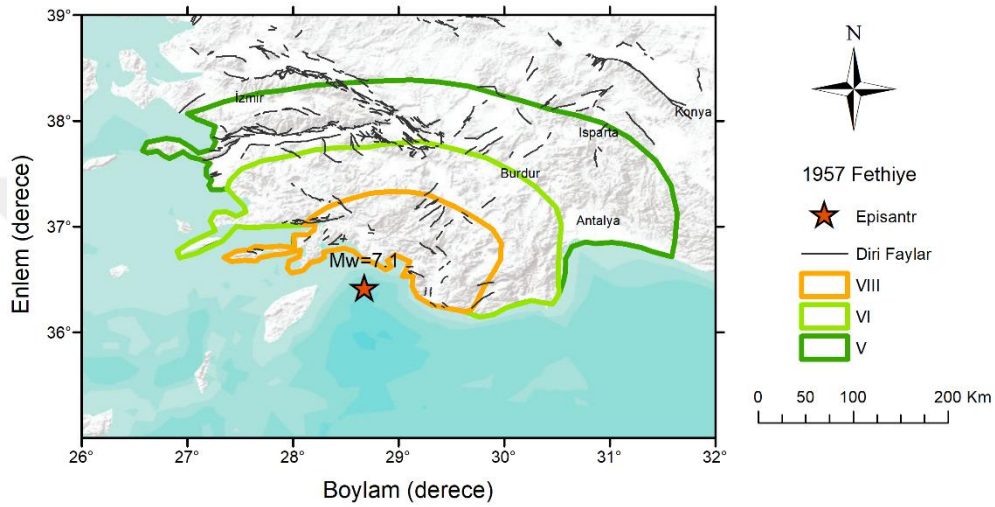 39°
38°
37°
36°
Enlem (derece)
İzmir
Konya
Isparta
Burdur
Antalya
Mw=7.1
26°
27°
28°
29°
30°
31°
32°
Boylam (derece)
N
1957 Fethiye
Episantr
Diri Faylar
VIII
VI
V
0 50 100 200 Km